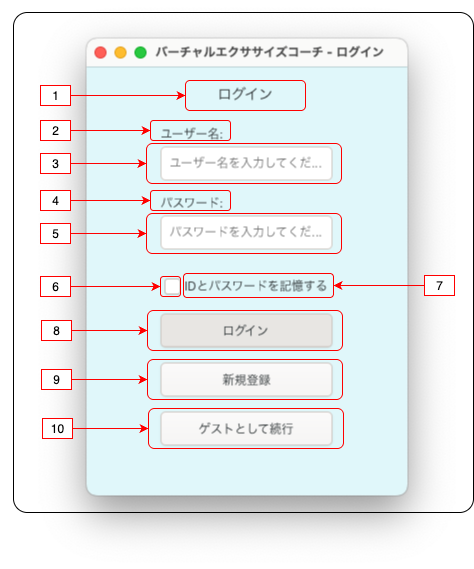 バーチャルエクササイズコーチ - ログイン
1
ログイン
2
ユーザー名:
3
ユーザー名を入力してくだ...
4
パスワード:
5
パスワードを入力してくだ...
6
IDとパスワードを記憶する
7
8
ログイン
9
新規登録
10
ゲストとして続行